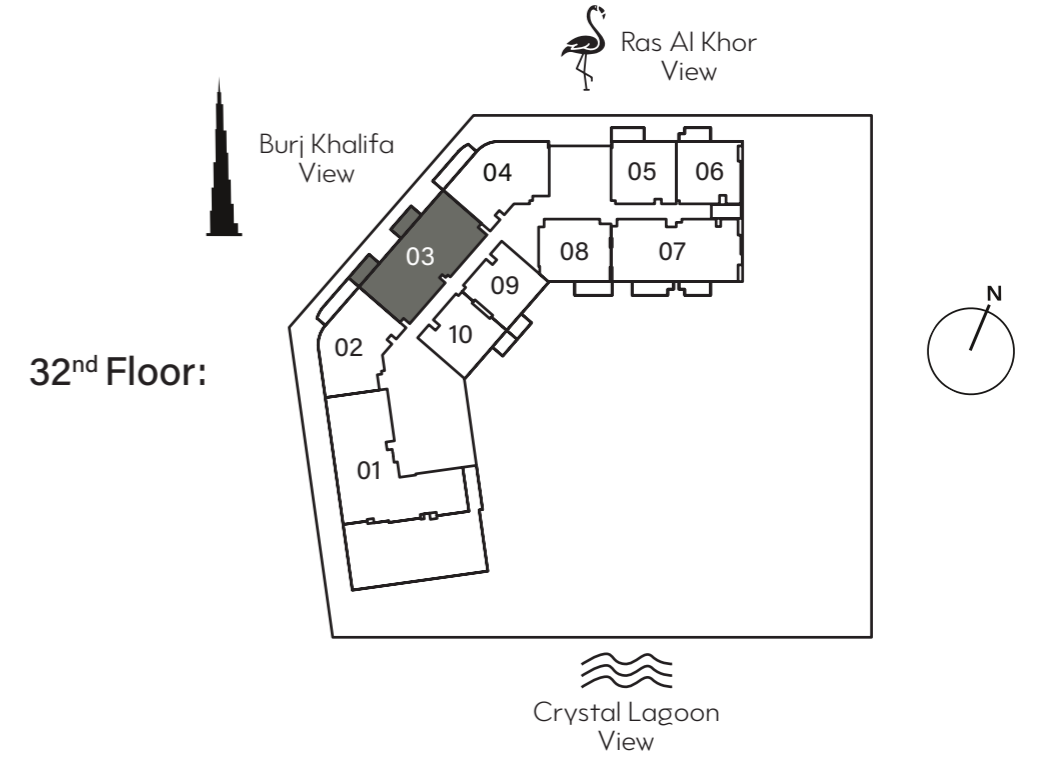 Ras Al Khor
View
Burj Khalifa
View
04
05
06
03
08
07
09
10
02
N
32nd Floor:
01
Crystal Lagoon
View